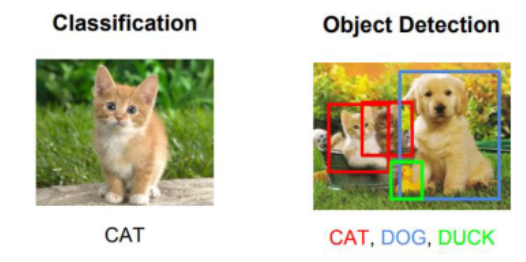 Classification
Object Detection
CAT
CAT, DOG, DUCK